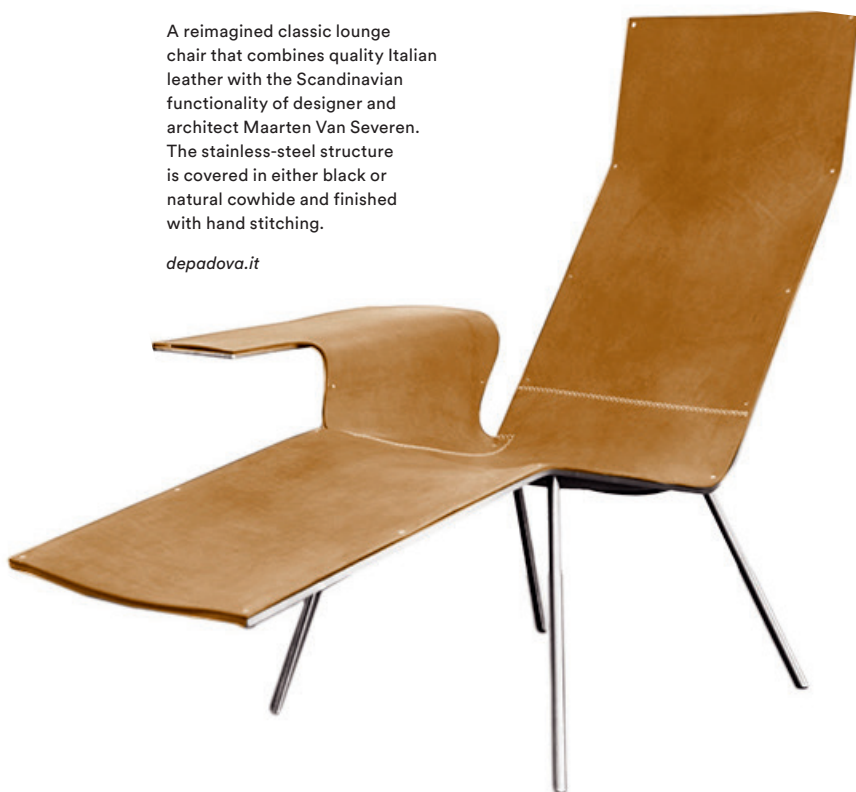 A reimagined classic lounge
chair that combines quality Italian
leather with the Scandinavian
functionality of designer and
architect Maarten Van Severen.
The stainless-steel structure
is covered in either black or
natural cowhide and finished
with hand stitching.
depadova.it